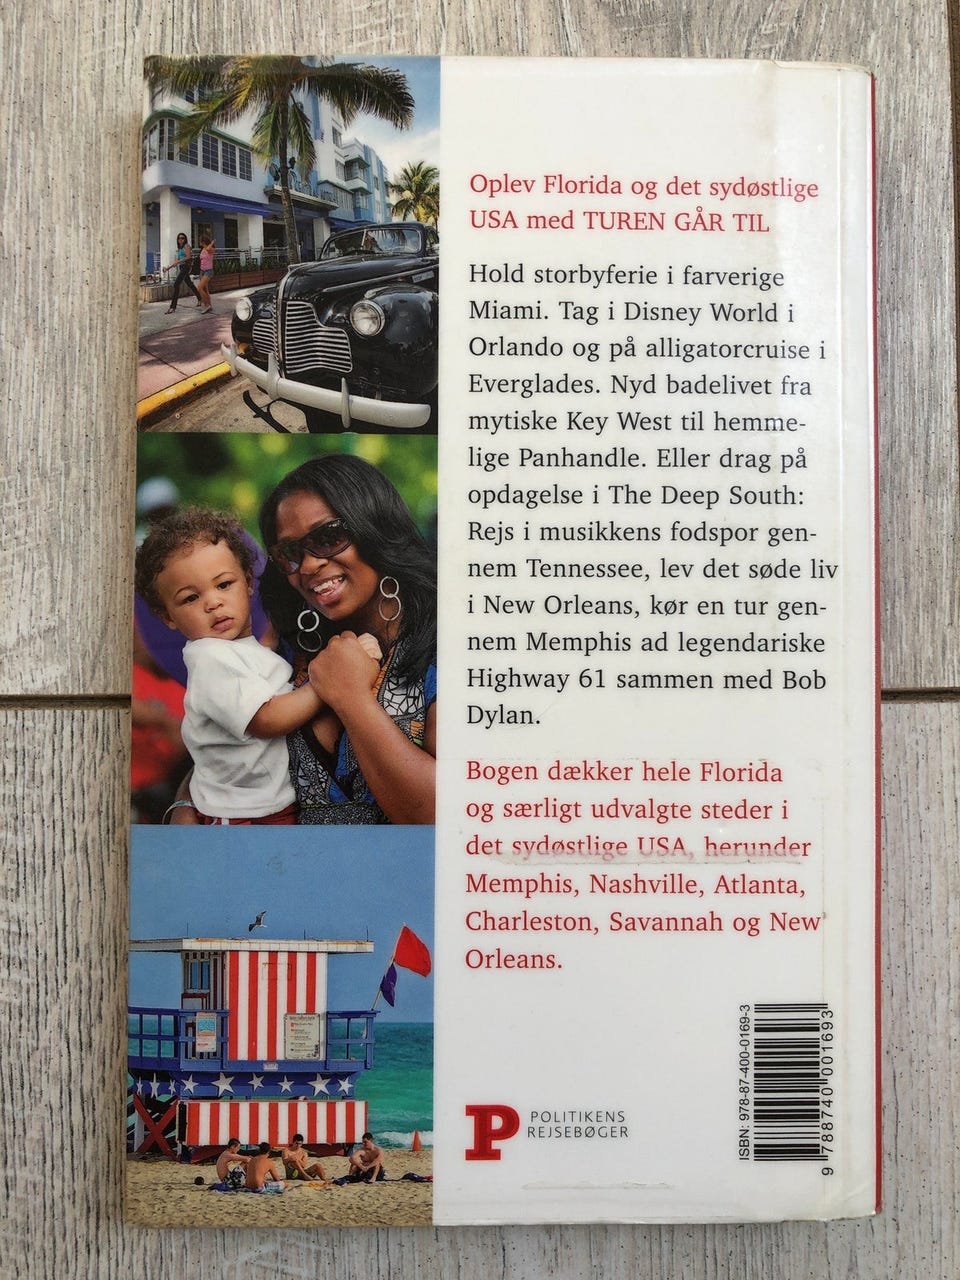 Oplev Florida og det sydøstlige
USA med TUREN GÅR TIL
Hold storbyferie i farverige
Miami. Tag i Disney World i
Orlando og på alligatorcruise i
Everglades. Nyd badelivet fra
mytiske Key West til hemme-
lige Panhandle. Eller drag på
opdagelse i The Deep South:
Rejs i musikkens fodspor gen-
nem Tennessee, lev det søde liv
i New Orleans, kør en tur gen-
nem Memphis ad legendariske
Highway 61 sammen med Bob
Dylan.
Bogen dækker hele Florida
og særligt udvalgte steder i
det sydøstlige USA, herunder
Memphis, Nashville, Atlanta,
Charleston, Savannah og New
Orleans.
P
POLITIKENS
REJSEBØGER
ISBN: 978-87-400-0169-3
9 788740 001693